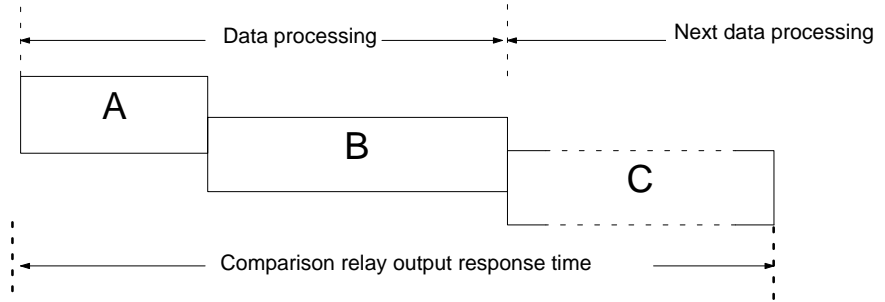 Data processing
Next data processing
A
B
C
Comparison relay output response time